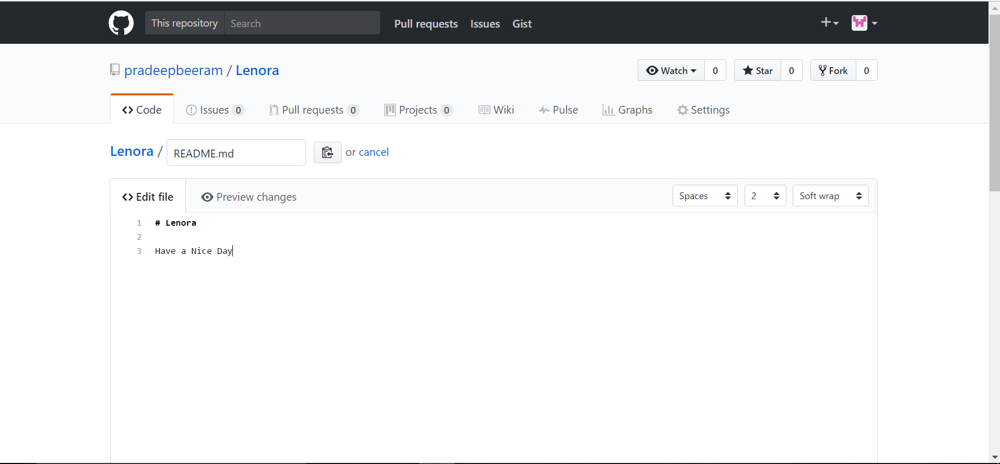 This repository Search Pull requests Issues Gist
pradeepbeeram / Lenora Watch 0 Star 0 Fork 0
Code Issues 0 Pull requests 0 Projects 0 Wiki Pulse Graphs Settings
Lenora / README.md or cancel
Edit file Preview changes Spaces 2 Soft wrap
1 # Lenora
2
3 Have a Nice Day